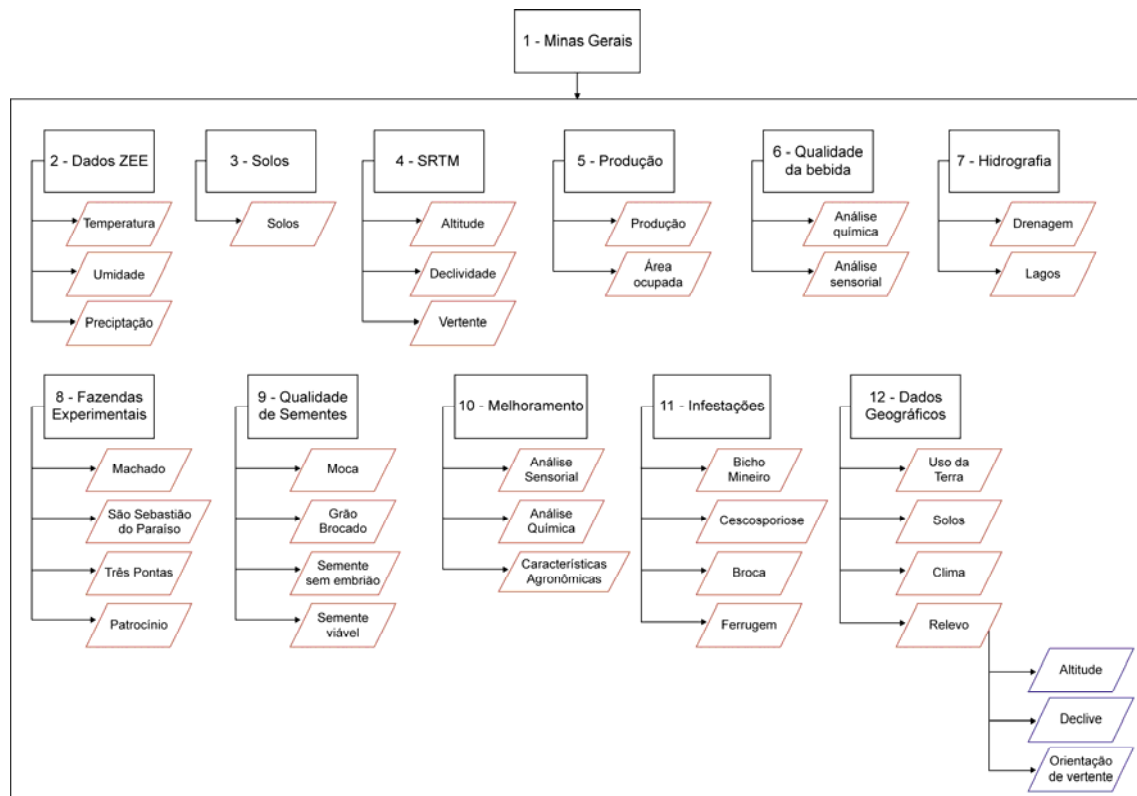 1 - Minas Gerais
2 - Dados ZEE
Temperatura
Umidade
Preciptação
3 - Solos
Solos
4 - SRTM
Altitude
Declividade
Vertente
5 - Produção
Produção
Área
ocupada
6 - Qualidade
da bebida
Análise
química
Análise
sensorial
7 - Hidrografia
Drenagem
Lagos
8 - Fazendas
Experimentais
Machado
São Sebastião
do Paraíso
Três Pontas
Patrocínio
9 - Qualidade
de Sementes
Moca
Grão
Brocado
Semente
sem embrião
Semente
viável
10 - Melhoramento
Análise
Sensorial
Análise
Química
Características
Agronômicas
11 - Infestações
Bicho
Mineiro
Cescosporiose
Broca
Ferrugem
12 - Dados
Geográficos
Uso da
Terra
Solos
Clima
Relevo
Altitude
Declive
Orientação
de vertente